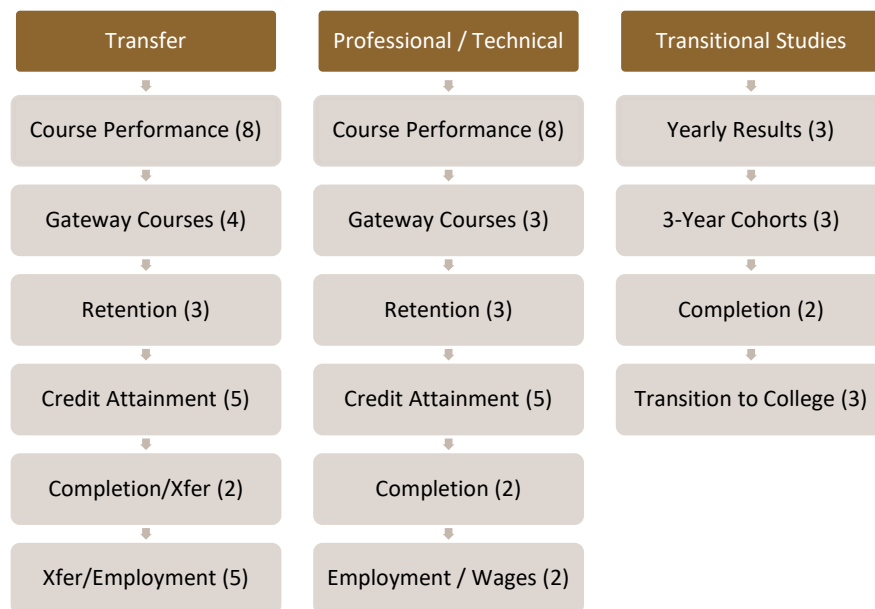 Transfer
Course Performance (8)
Gateway Courses (4)
Retention (3)
Credit Attainment (5)
Completion/Xfer (2)
Xfer/Employment (5)
Professional / Technical
Course Performance (8)
Gateway Courses (3)
Retention (3)
Credit Attainment (5)
Completion (2)
Employment / Wages (2)
Transitional Studies
Yearly Results (3)
3-Year Cohorts (3)
Completion (2)
Transition to College (3)